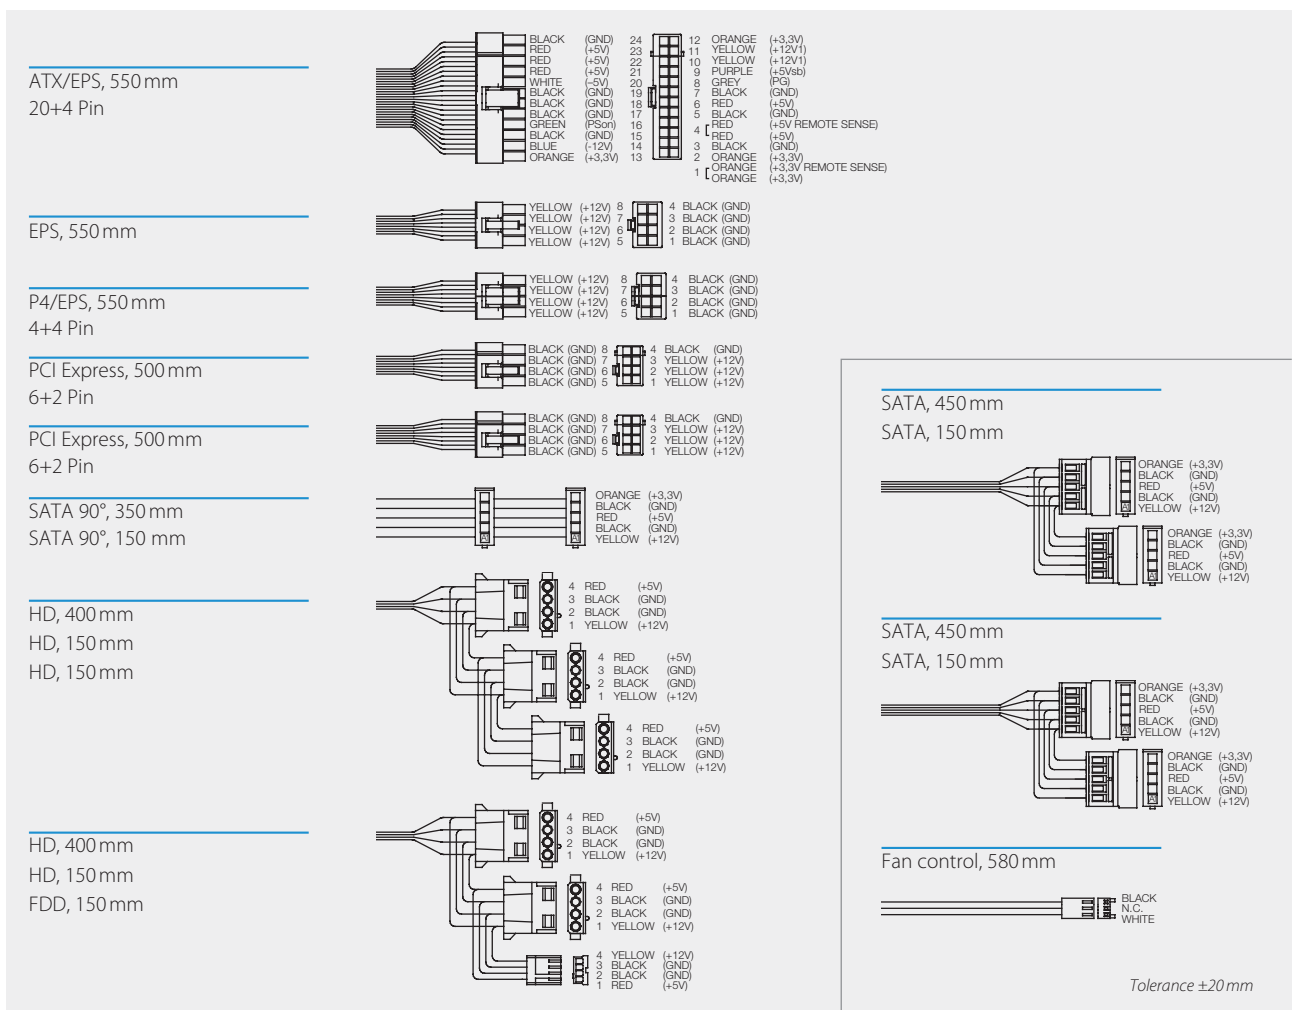 ATX/EPS, 550 mm
20+4 Pin
BLACK (GND) 24
RED (+5V) 23
RED (+5V) 22
RED (+5V) 21
WHITE (–5V) 20
BLACK (GND) 19
BLACK (GND) 18
BLACK (GND) 17
GREEN (PSon) 16
BLACK (GND) 15
BLUE (-12V) 14
ORANGE (+3,3V) 13
12 ORANGE (+3,3V)
11 YELLOW (+12V1)
10 YELLOW (+12V1)
9 PURPLE (+5Vsb)
8 GREY (PG)
7 BLACK (GND)
6 RED (+5V)
5 BLACK (GND)
4 RED (+5V REMOTE SENSE)
RED (+5V)
3 BLACK (GND)
2 ORANGE (+3,3V)
1 ORANGE (+3,3V REMOTE SENSE)
ORANGE (+3,3V)
EPS, 550 mm
YELLOW (+12V) 8
YELLOW (+12V) 7
YELLOW (+12V) 6
YELLOW (+12V) 5
4 BLACK (GND)
3 BLACK (GND)
2 BLACK (GND)
1 BLACK (GND)
P4/EPS, 550 mm
4+4 Pin
YELLOW (+12V) 8
YELLOW (+12V) 7
YELLOW (+12V) 6
YELLOW (+12V) 5
4 BLACK (GND)
3 BLACK (GND)
2 BLACK (GND)
1 BLACK (GND)
PCI Express, 500 mm
6+2 Pin
BLACK (GND) 8
BLACK (GND) 7
BLACK (GND) 6
BLACK (GND) 5
4 BLACK (GND)
3 YELLOW (+12V)
2 YELLOW (+12V)
1 YELLOW (+12V)
PCI Express, 500 mm
6+2 Pin
BLACK (GND) 8
BLACK (GND) 7
BLACK (GND) 6
BLACK (GND) 5
4 BLACK (GND)
3 YELLOW (+12V)
2 YELLOW (+12V)
1 YELLOW (+12V)
SATA 90°, 350 mm
SATA 90°, 150 mm
ORANGE (+3,3V)
BLACK (GND)
RED (+5V)
BLACK (GND)
YELLOW (+12V)
HD, 400 mm
HD, 150 mm
HD, 150 mm
4 RED (+5V)
3 BLACK (GND)
2 BLACK (GND)
1 YELLOW (+12V)
4 RED (+5V)
3 BLACK (GND)
2 BLACK (GND)
1 YELLOW (+12V)
4 RED (+5V)
3 BLACK (GND)
2 BLACK (GND)
1 YELLOW (+12V)
HD, 400 mm
HD, 150 mm
FDD, 150 mm
4 RED (+5V)
3 BLACK (GND)
2 BLACK (GND)
1 YELLOW (+12V)
4 RED (+5V)
3 BLACK (GND)
2 BLACK (GND)
1 YELLOW (+12V)
4 YELLOW (+12V)
3 BLACK (GND)
2 BLACK (GND)
1 RED (+5V)
SATA, 450 mm
SATA, 150 mm
ORANGE (+3,3V)
BLACK (GND)
RED (+5V)
BLACK (GND)
YELLOW (+12V)
ORANGE (+3,3V)
BLACK (GND)
RED (+5V)
BLACK (GND)
YELLOW (+12V)
SATA, 450 mm
SATA, 150 mm
ORANGE (+3,3V)
BLACK (GND)
RED (+5V)
BLACK (GND)
YELLOW (+12V)
ORANGE (+3,3V)
BLACK (GND)
RED (+5V)
BLACK (GND)
YELLOW (+12V)
Fan control, 580 mm
BLACK
N.C.
WHITE
Tolerance ±20 mm